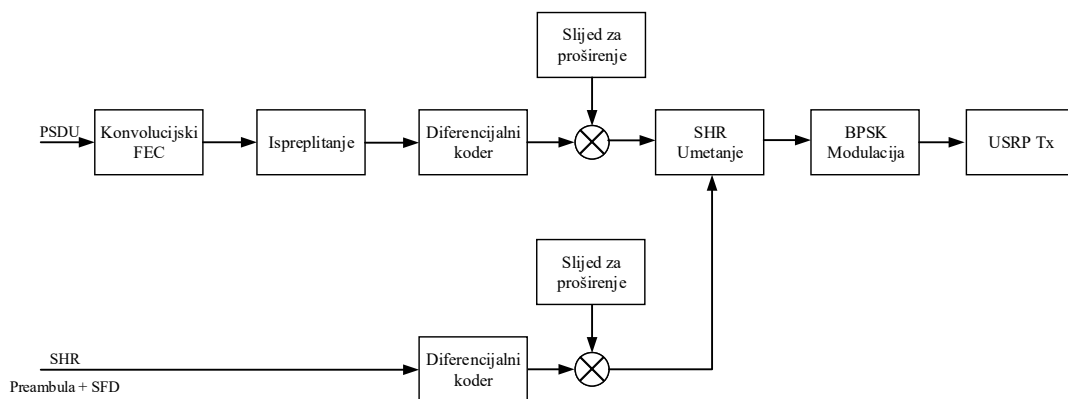 Slijed za
proširenje
PSDU
Konvolucijski
FEC
Ispreplitanje
Diferencijalni
koder
SHR
Umetanje
BPSK
Modulacija
USRP Tx
Slijed za
proširenje
SHR
Preambula + SFD
Diferencijalni
koder